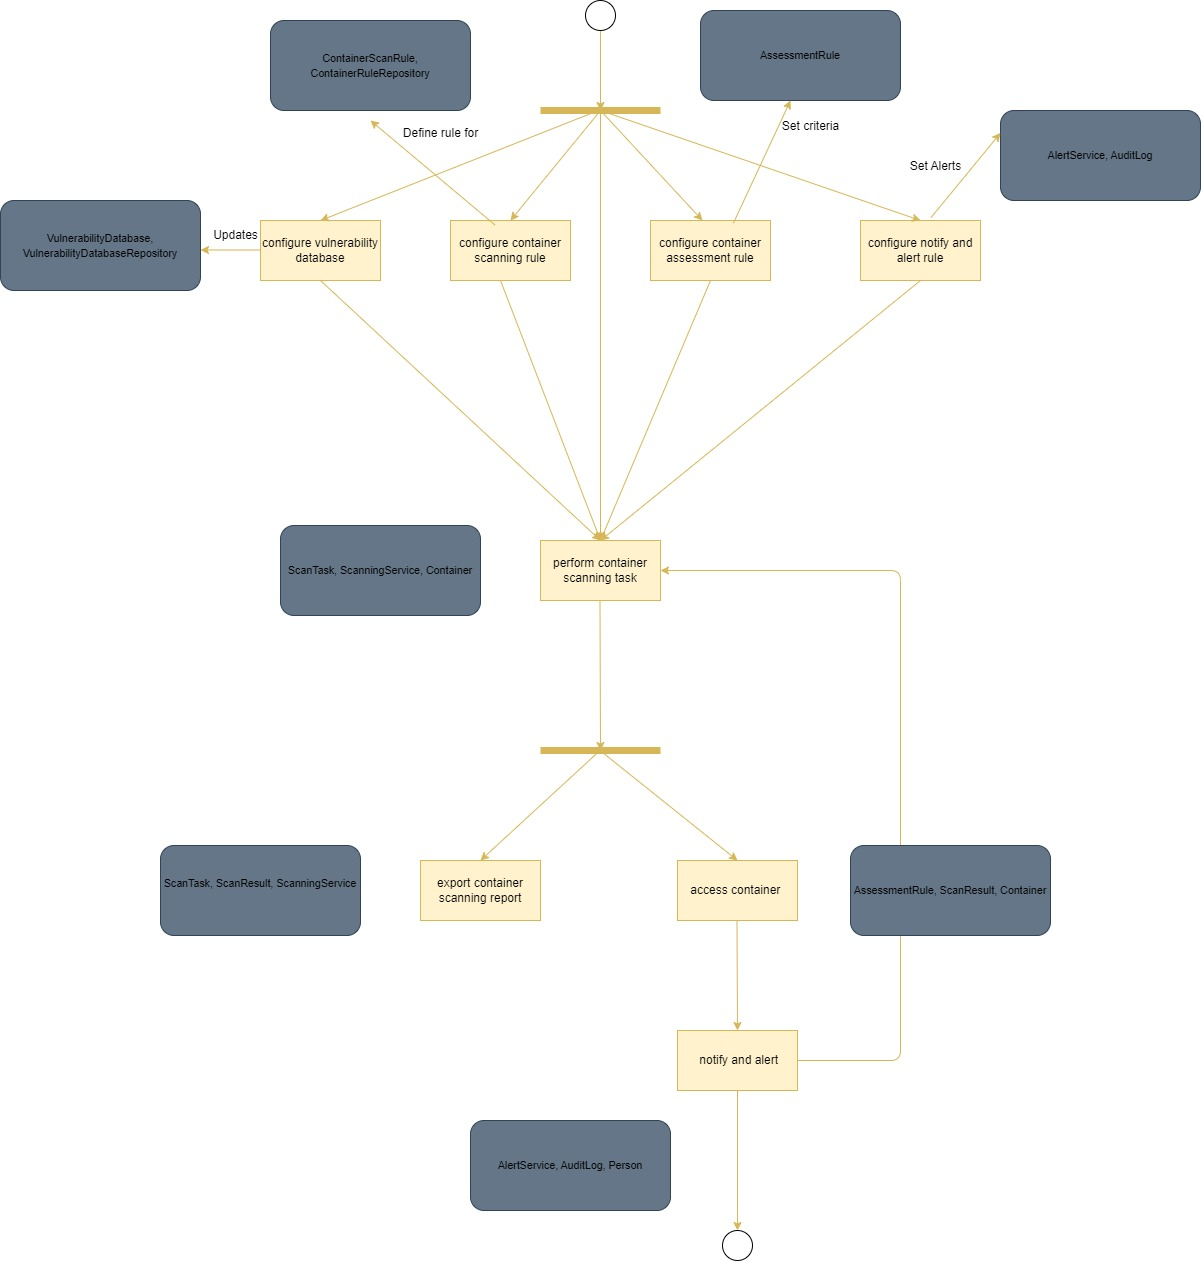 ContainerScanRule,
ContainerRuleRepository
AssessmentRule
Define rule for
Set criteria
AlertService, AuditLog
Set Alerts
VulnerabilityDatabase,
VulnerabilityDatabaseRepository
Updates
configure vulnerability
database
configure container
scanning rule
configure container
assessment rule
configure notify and
alert rule
ScanTask, ScanningService, Container
perform container
scanning task
ScanTask, ScanResult, ScanningService
export container
scanning report
access container
AssessmentRule, ScanResult, Container
notify and alert
AlertService, AuditLog, Person